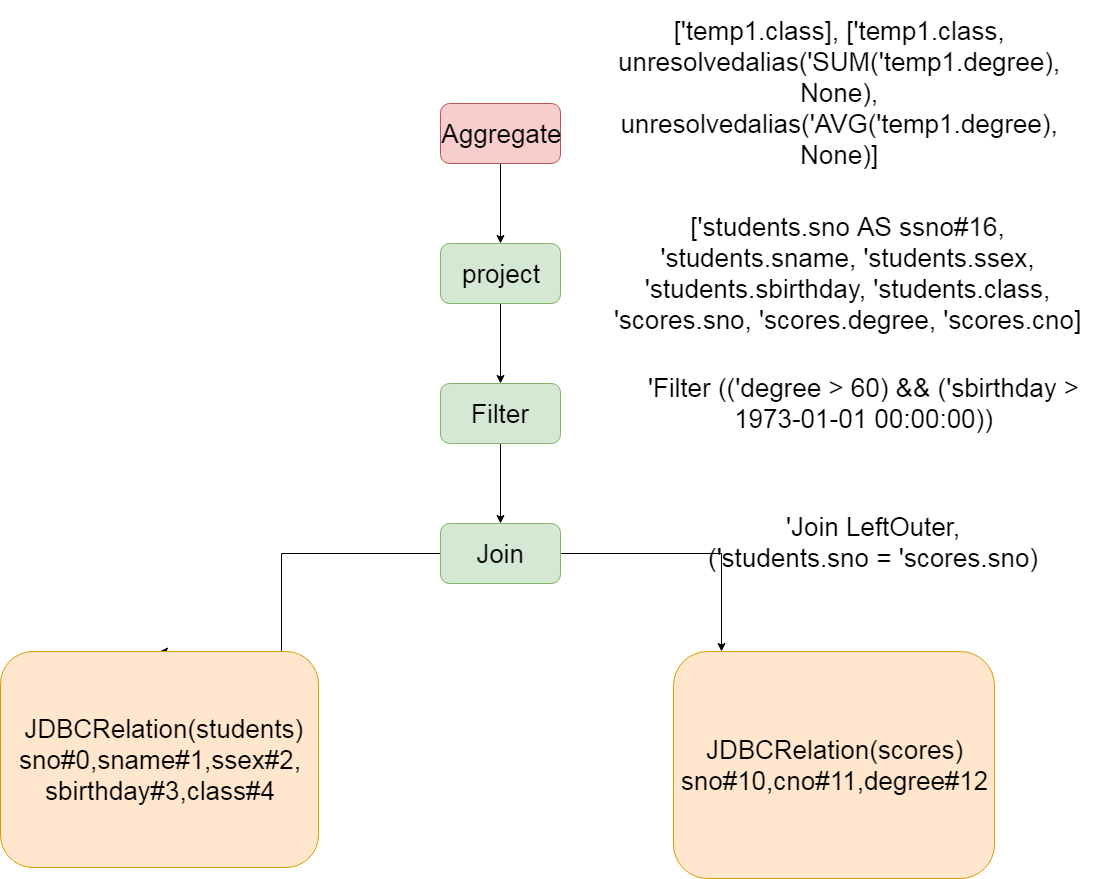 ['temp1.class], ['temp1.class,
unresolvedalias('SUM('temp1.degree),
None),
unresolvedalias('AVG('temp1.degree),
None)]
Aggregate
['students.sno AS ssno#16,
'students.sname, 'students.ssex,
'students.sbirthday, 'students.class,
'scores.sno, 'scores.degree, 'scores.cno]
project
'Filter (('degree > 60) && ('sbirthday >
1973-01-01 00:00:00))
Filter
'Join LeftOuter,
('students.sno = 'scores.sno)
Join
JDBCRelation(students)
sno#0,sname#1,ssex#2,
sbirthday#3,class#4
JDBCRelation(scores)
sno#10,cno#11,degree#12